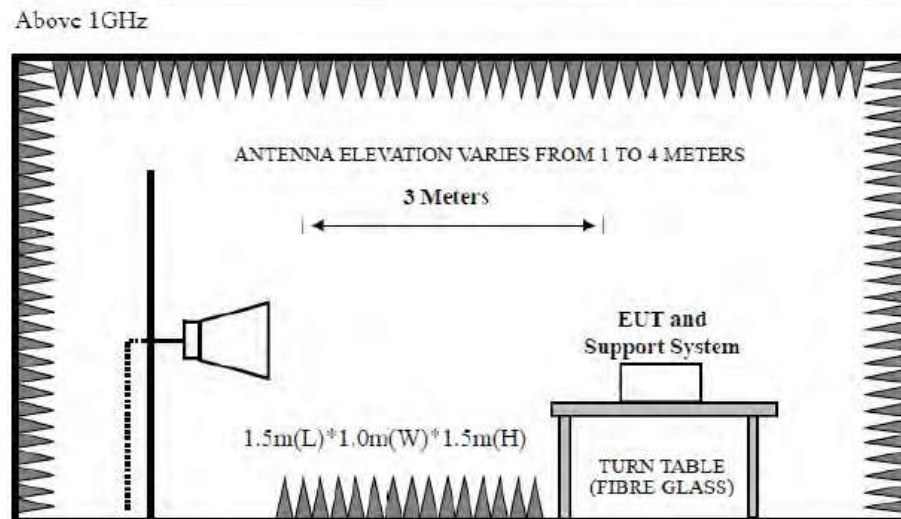 Above 1GHz
ANTENNA ELEVATION VARIES FROM 1 TO 4 METERS
3 Meters
EUT and
Support System
1.5m(L)*1.0m(W)*1.5m(H)
TURN TABLE
(FIBRE GLASS)